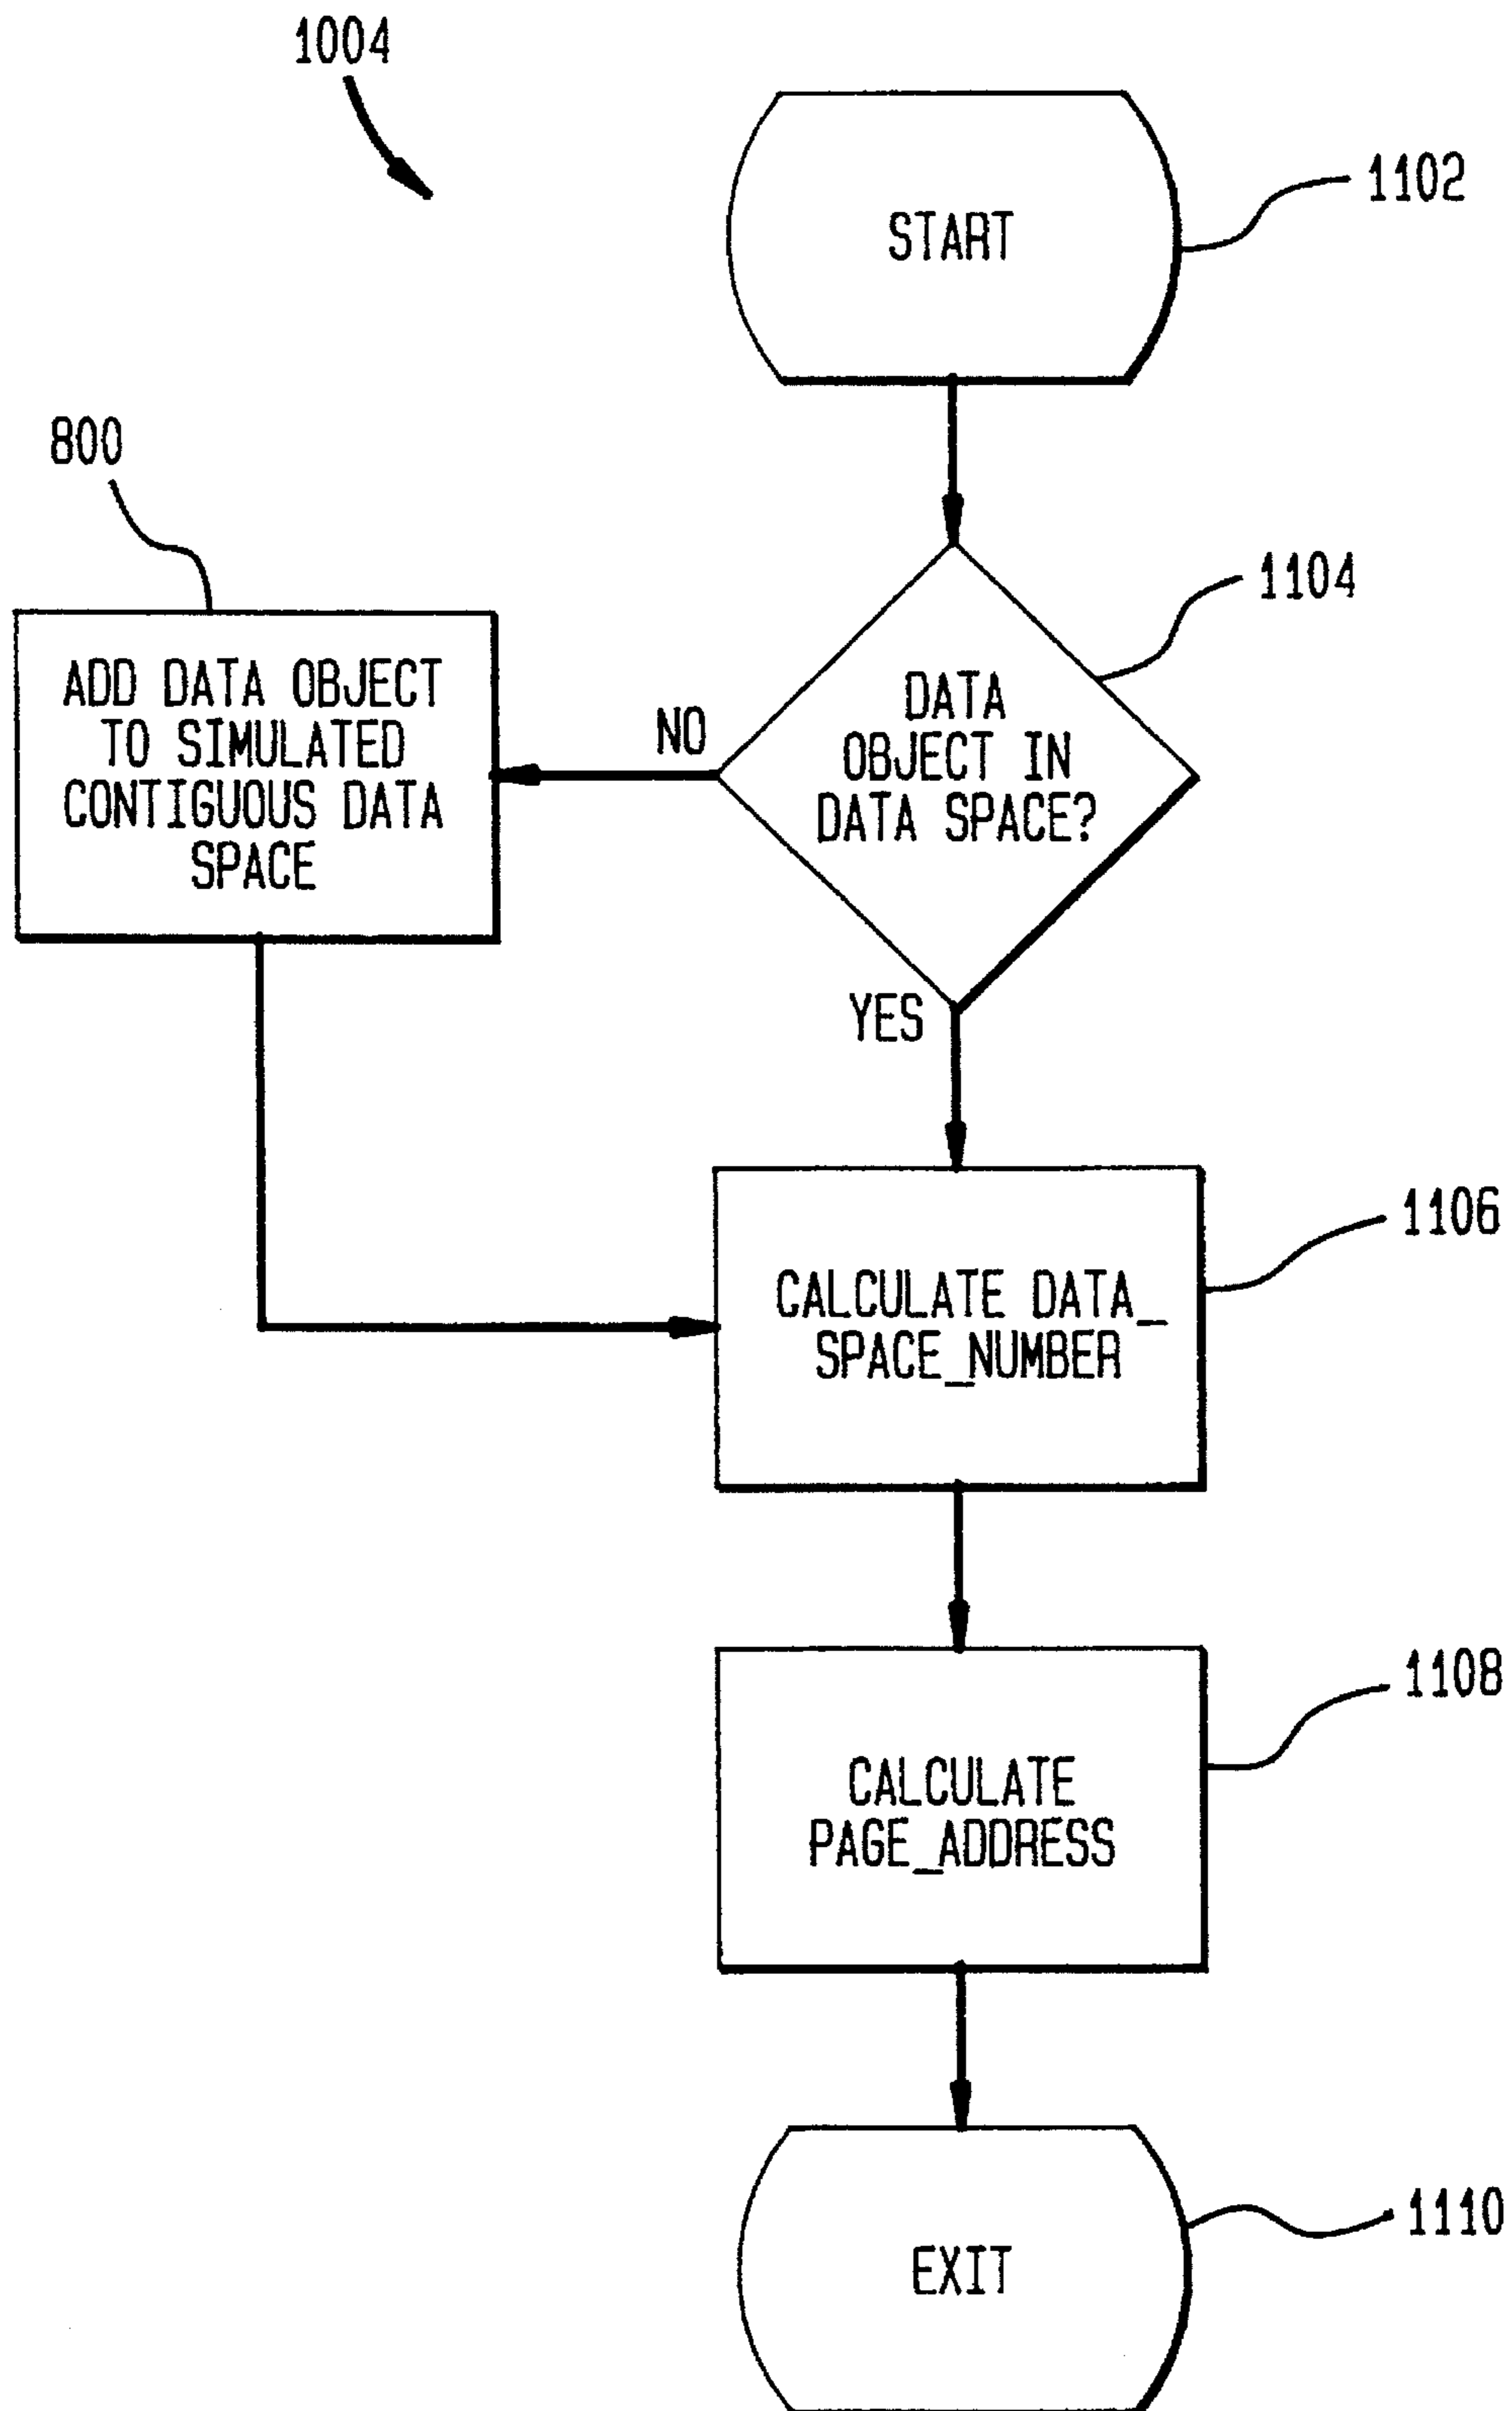 1004
START
1102
800
1104
ADD DATA OBJECT
TO SIMULATED
CONTIGUOUS DATA
SPACE
NO
DATA
OBJECT IN
DATA SPACE?
YES
1106
CALCULATE DATA_
SPACE_NUMBER
1108
CALCULATE
PAGE_ADDRESS
1110
EXIT